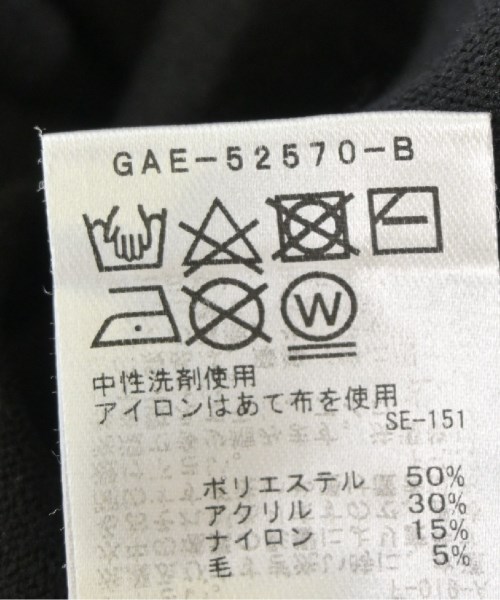 GAE-52570-B
W
中性洗剤使用
アイロンはあて布を使用
SE-151
ポリエステル 50%
アクリル 30%
ナイロン 15%
毛 5%